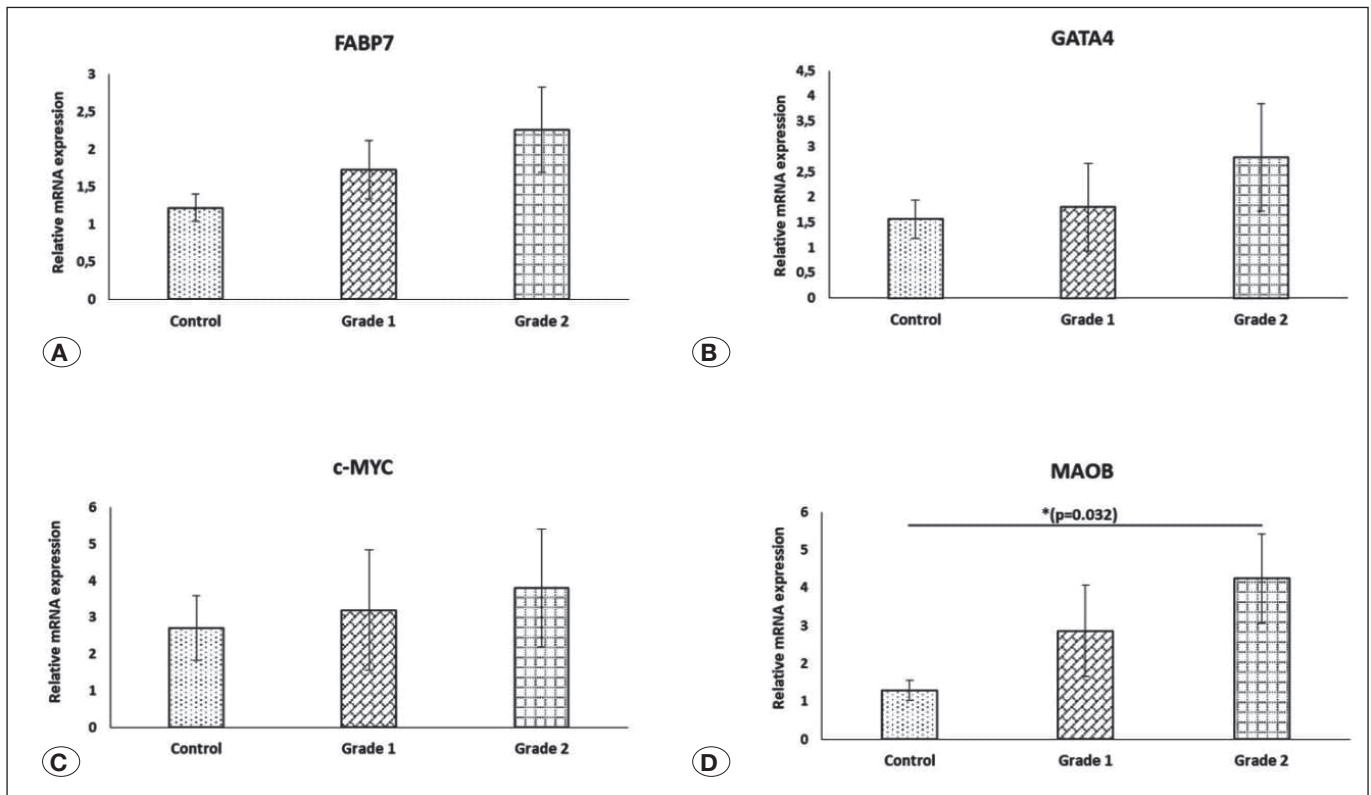 FABP7
Relative mRNA expression
3
2,5
2
1,5
1
0,5
0
Control Grade 1 Grade 2
A
GATA4
Relative mRNA expression
4,5
4
3,5
3
2,5
2
1,5
1
0,5
0
Control Grade 1 Grade 2
B
c-MYC
Relative mRNA expression
6
5
4
3
2
1
0
Control Grade 1 Grade 2
C
MAOB
*(p=0.032)
Relative mRNA expression
6
5
4
3
2
1
0
Control Grade 1 Grade 2
D